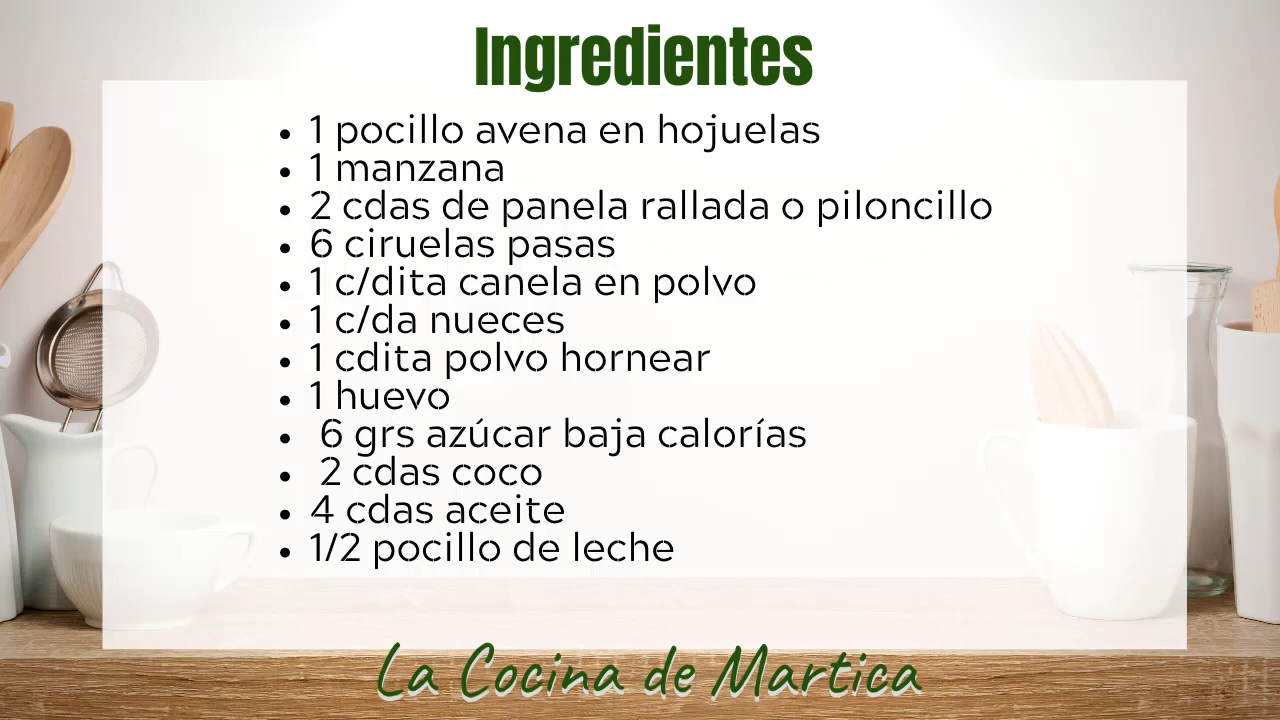 Ingredientes
• 1 pocillo avena en hojuelas
• 1 manzana
• 2 cdas de panela rallada o piloncillo
• 6 ciruelas pasas
• 1 c/dita canela en polvo
• 1 c/da nueces
• 1 cdita polvo hornear
• 1 huevo
• 6 grs azúcar baja calorías
• 2 cdas coco
• 4 cdas aceite
• 1/2 pocillo de leche
La Cocina de Martica